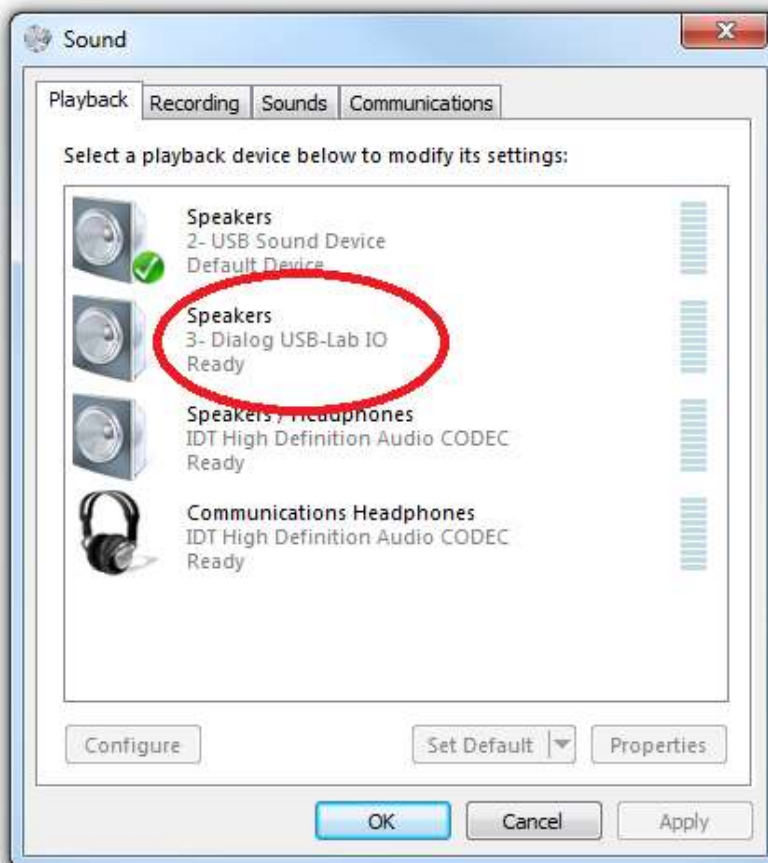 Sound
Playback Recording Sounds Communications
Select a playback device below to modify its settings:
Speakers
2- USB Sound Device
Default Device
Speakers
3- Dialog USB-Lab IO
Ready
Speakers / Headphones
IDT High Definition Audio CODEC
Ready
Communications Headphones
IDT High Definition Audio CODEC
Ready
Configure Set Default Properties
OK Cancel Apply